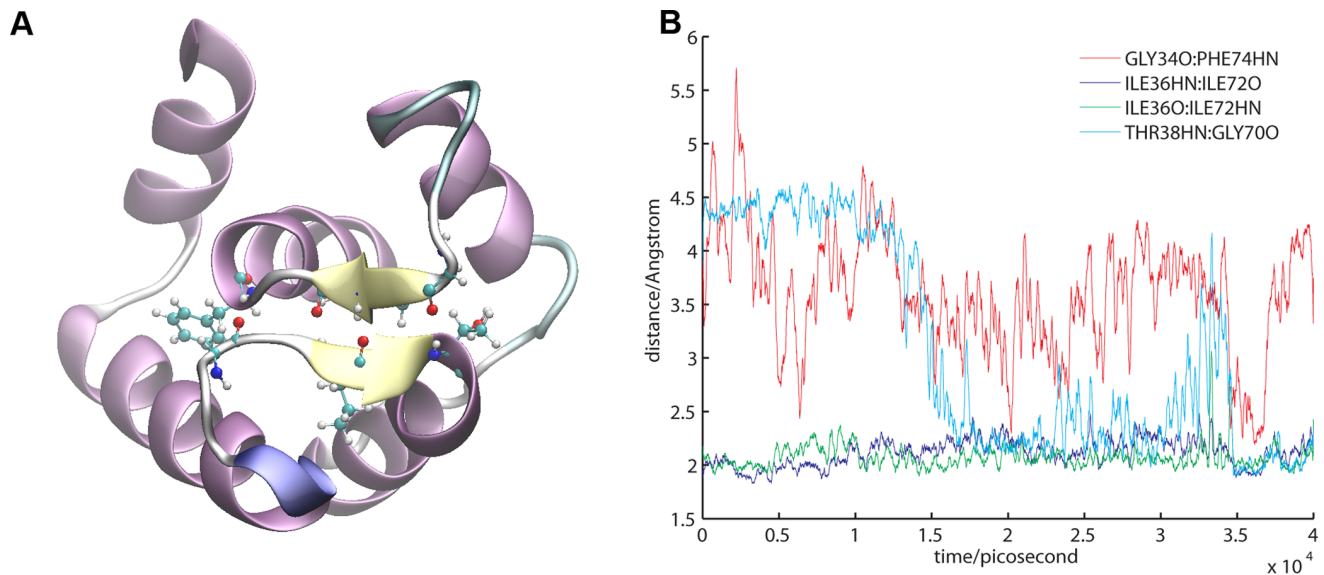 A
B
6
5.5
5
4.5
4
3.5
3
2.5
2
1.5
distance/Angstrom
GLY34O:PHE74HN
ILE36HN:ILE72O
ILE36O:ILE72HN
THR38HN:GLY70O
0 0.5 1 1.5 2 2.5 3 3.5 4
time/picosecond
x 10 4